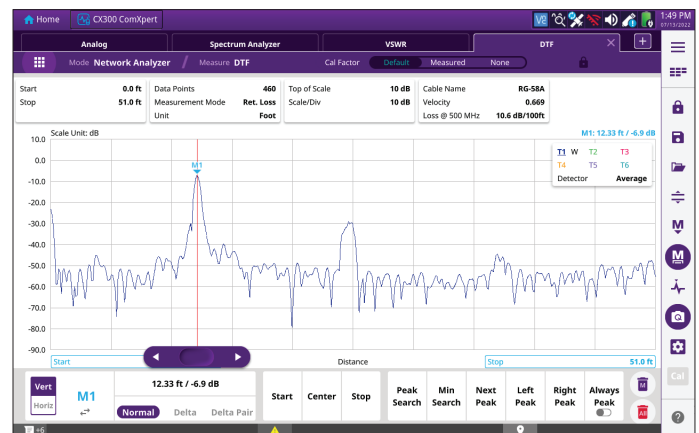 Home CX300 ComXpert VE 1:49 PM
07/13/2022
Analog Spectrum Analyzer VSWR DTF × +
Mode Network Analyzer / Measure DTF Cal Factor Default Measured None
Start 0.0 ft
Stop 51.0 ft
Data Points 460
Measurement Mode Ret. Loss
Unit Foot
Top of Scale 10 dB
Scale/Div 10 dB
Cable Name RG-58A
Velocity 0.669
Loss @ 500 MHz 10.6 dB/100ft
Scale Unit: dB M1: 12.33 ft / -6.9 dB
10.0
0.0
-10.0
-20.0
-30.0
-40.0
-50.0
-60.0
-70.0
-80.0
-90.0
M1
T1 W T2 T3
T4 T5 T6
Detector Average
Start Distance Stop 51.0 ft
Vert
Horiz
M1
12.33 ft / -6.9 dB
Normal Delta Delta Pair
Start
Center
Stop
Peak Search
Min Search
Next Peak
Left Peak
Right Peak
Always Peak
M
All
M
M
Cal
?
+6